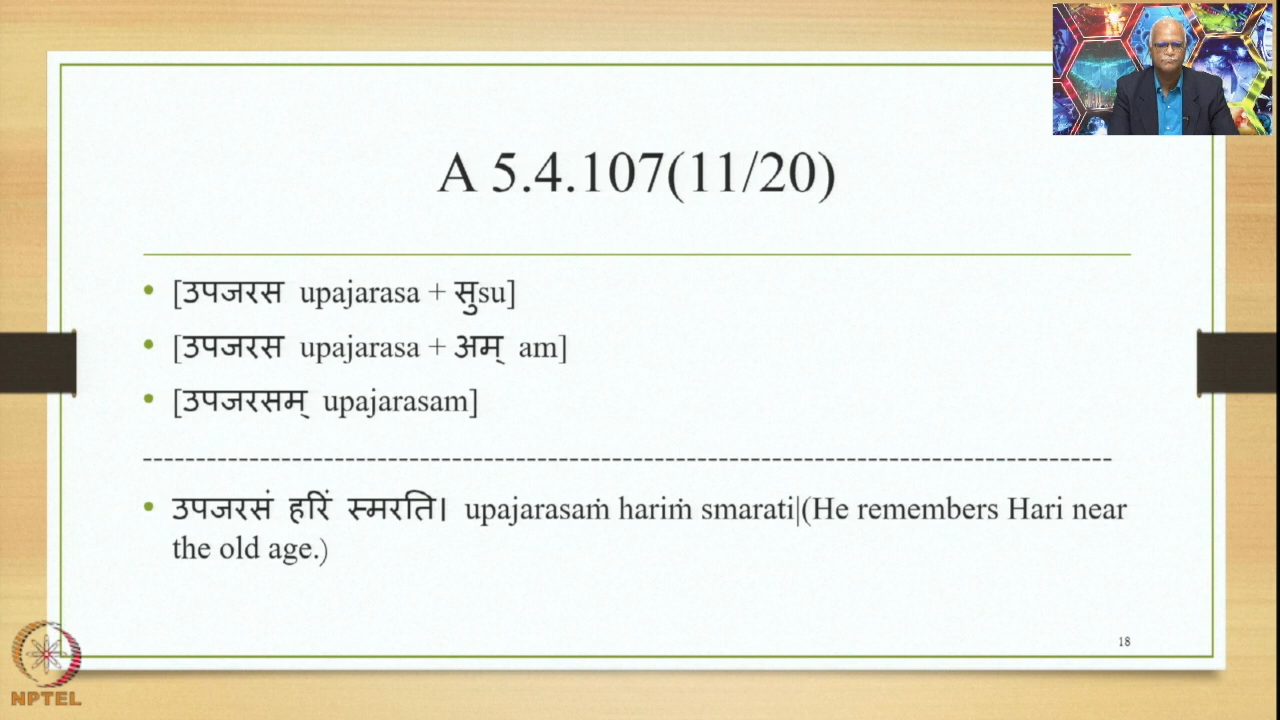 A 5.4.107(11/20)
• [उपजरस upajarasa + सुsu]
• [उपजरस upajarasa + अम् am]
• [उपजरसम् upajarasam]
--------------------------------------------------------------------------------------------
• उपजरसं हरिं स्मरति। upajarasaṁ hariṁ smarati|(He remembers Hari near
the old age.)
18
NPTEL